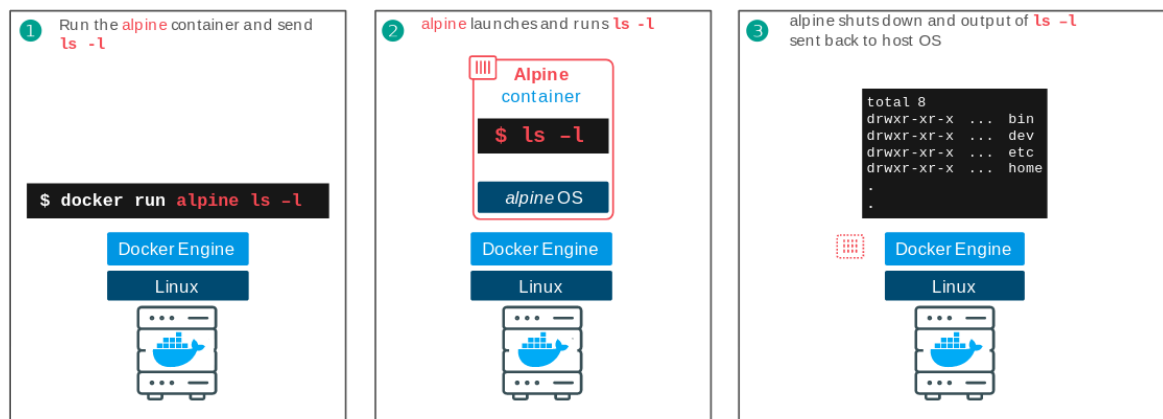 1
Run the alpine container and send
ls -l
$ docker run alpine ls –l
Docker Engine
Linux
2
alpine launches and runs ls -l
Alpine
container
$ ls –l
alpine OS
Docker Engine
Linux
3
alpine shuts down and output of ls –l
sent back to host OS
total 8
drwxr-xr-x ... bin
drwxr-xr-x ... dev
drwxr-xr-x ... etc
drwxr-xr-x ... home
.
.
Docker Engine
Linux